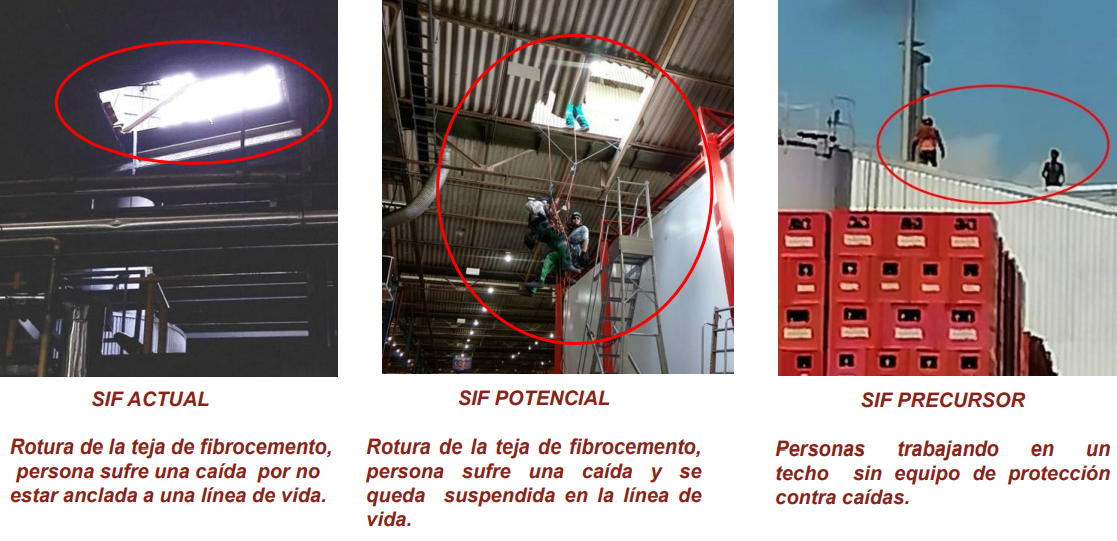 SIF ACTUAL
Rotura de la teja de fibrocemento,
persona sufre una caída por no
estar anclada a una línea de vida.
SIF POTENCIAL
Rotura de la teja de fibrocemento,
persona sufre una caída y se
queda suspendida en la línea de
vida.
SIF PRECURSOR
Personas trabajando en un
techo sin equipo de protección
contra caídas.